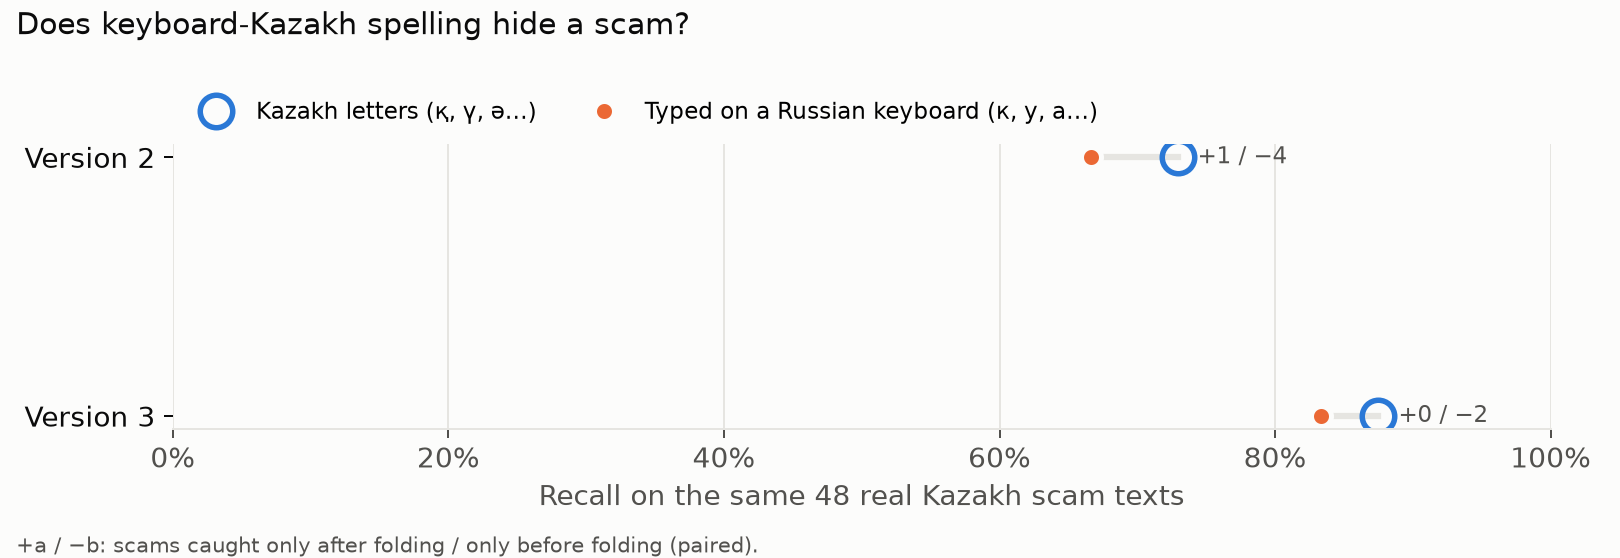 Does keyboard-Kazakh spelling hide a scam?
Kazakh letters (қ, ү, ә…)
Typed on a Russian keyboard (к, у, а…)
Version 2
+1 / −4
Version 3
+0 / −2
0% 20% 40% 60% 80% 100%
Recall on the same 48 real Kazakh scam texts
+a / −b: scams caught only after folding / only before folding (paired).